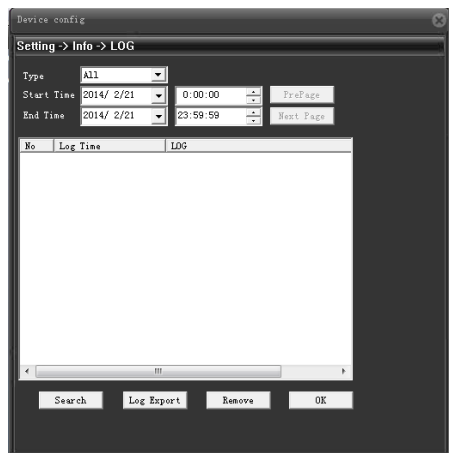 Device config
Setting -> Info -> LOG
Type All
Start Time 2014/ 2/21 0:00:00 PrePage
End Time 2014/ 2/21 23:59:59 Next Page
No Log Time LOG
Search Log Export Remove OK